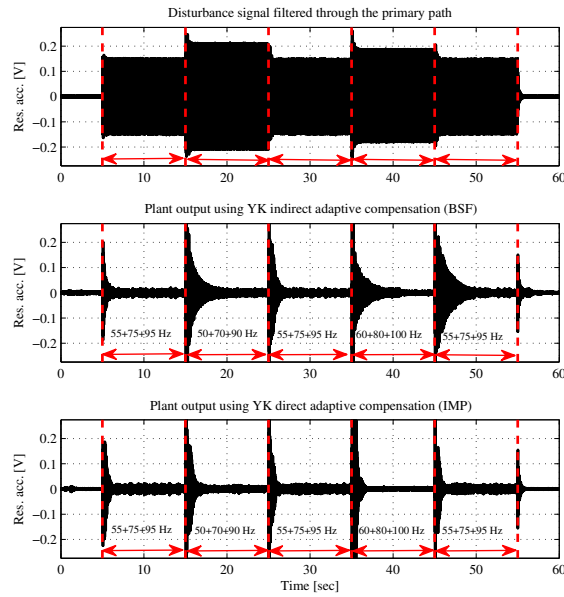 Disturbance signal filtered through the primary path
Res. acc. [V]
0.2
0.1
0
−0.1
−0.2
0 10 20 30 40 50 60
Plant output using YK indirect adaptive compensation (BSF)
Res. acc. [V]
0.2
0.1
0
−0.1
−0.2
55+75+95 Hz 50+70+90 Hz 55+75+95 Hz 60+80+100 Hz 55+75+95 Hz
0 10 20 30 40 50 60
Plant output using YK direct adaptive compensation (IMP)
Res. acc. [V]
0.2
0.1
0
−0.1
−0.2
55+75+95 Hz 50+70+90 Hz 55+75+95 Hz 60+80+100 Hz 55+75+95 Hz
0 10 20 30 40 50 60
Time [sec]